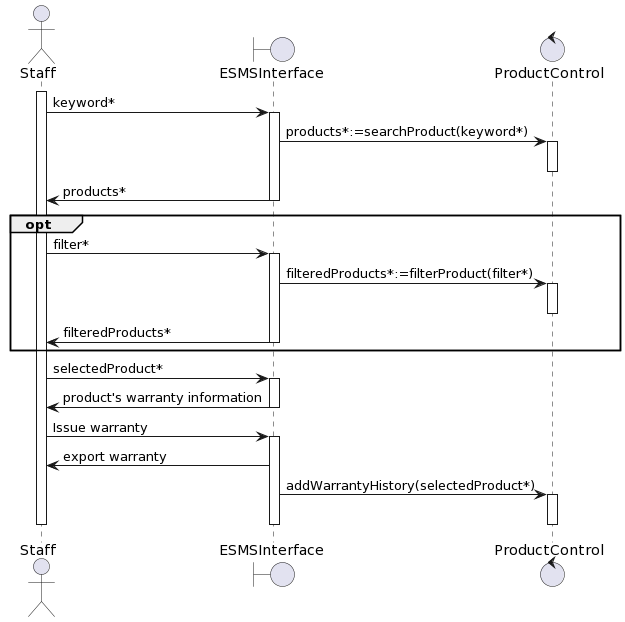 Staff
ESMSInterface
ProductControl
keyword*
products*:=searchProduct(keyword*)
products*
opt
filter*
filteredProducts*:=filterProduct(filter*)
filteredProducts*
selectedProduct*
product's warranty information
Issue warranty
export warranty
addWarrantyHistory(selectedProduct*)
Staff
ESMSInterface
ProductControl